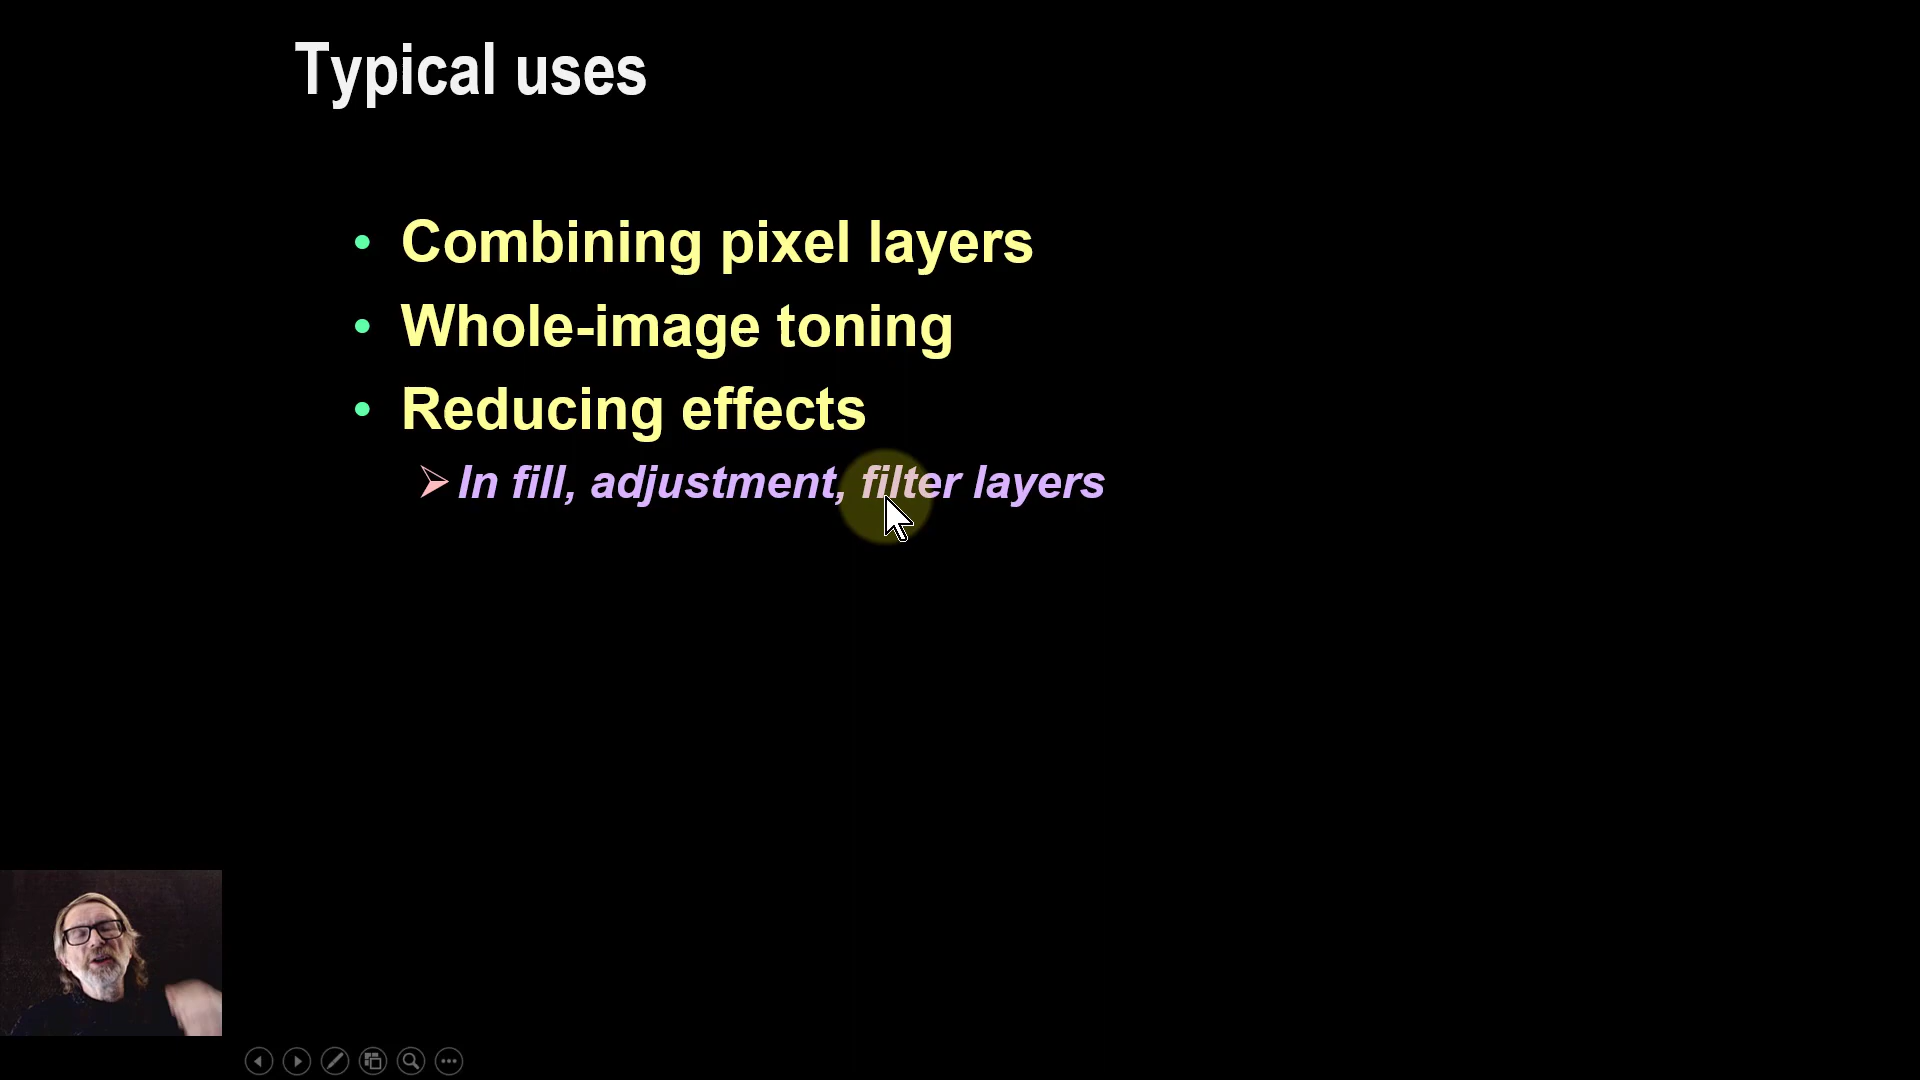 Typical uses
• Combining pixel layers
• Whole-image toning
• Reducing effects
➢ In fill, adjustment, filter layers